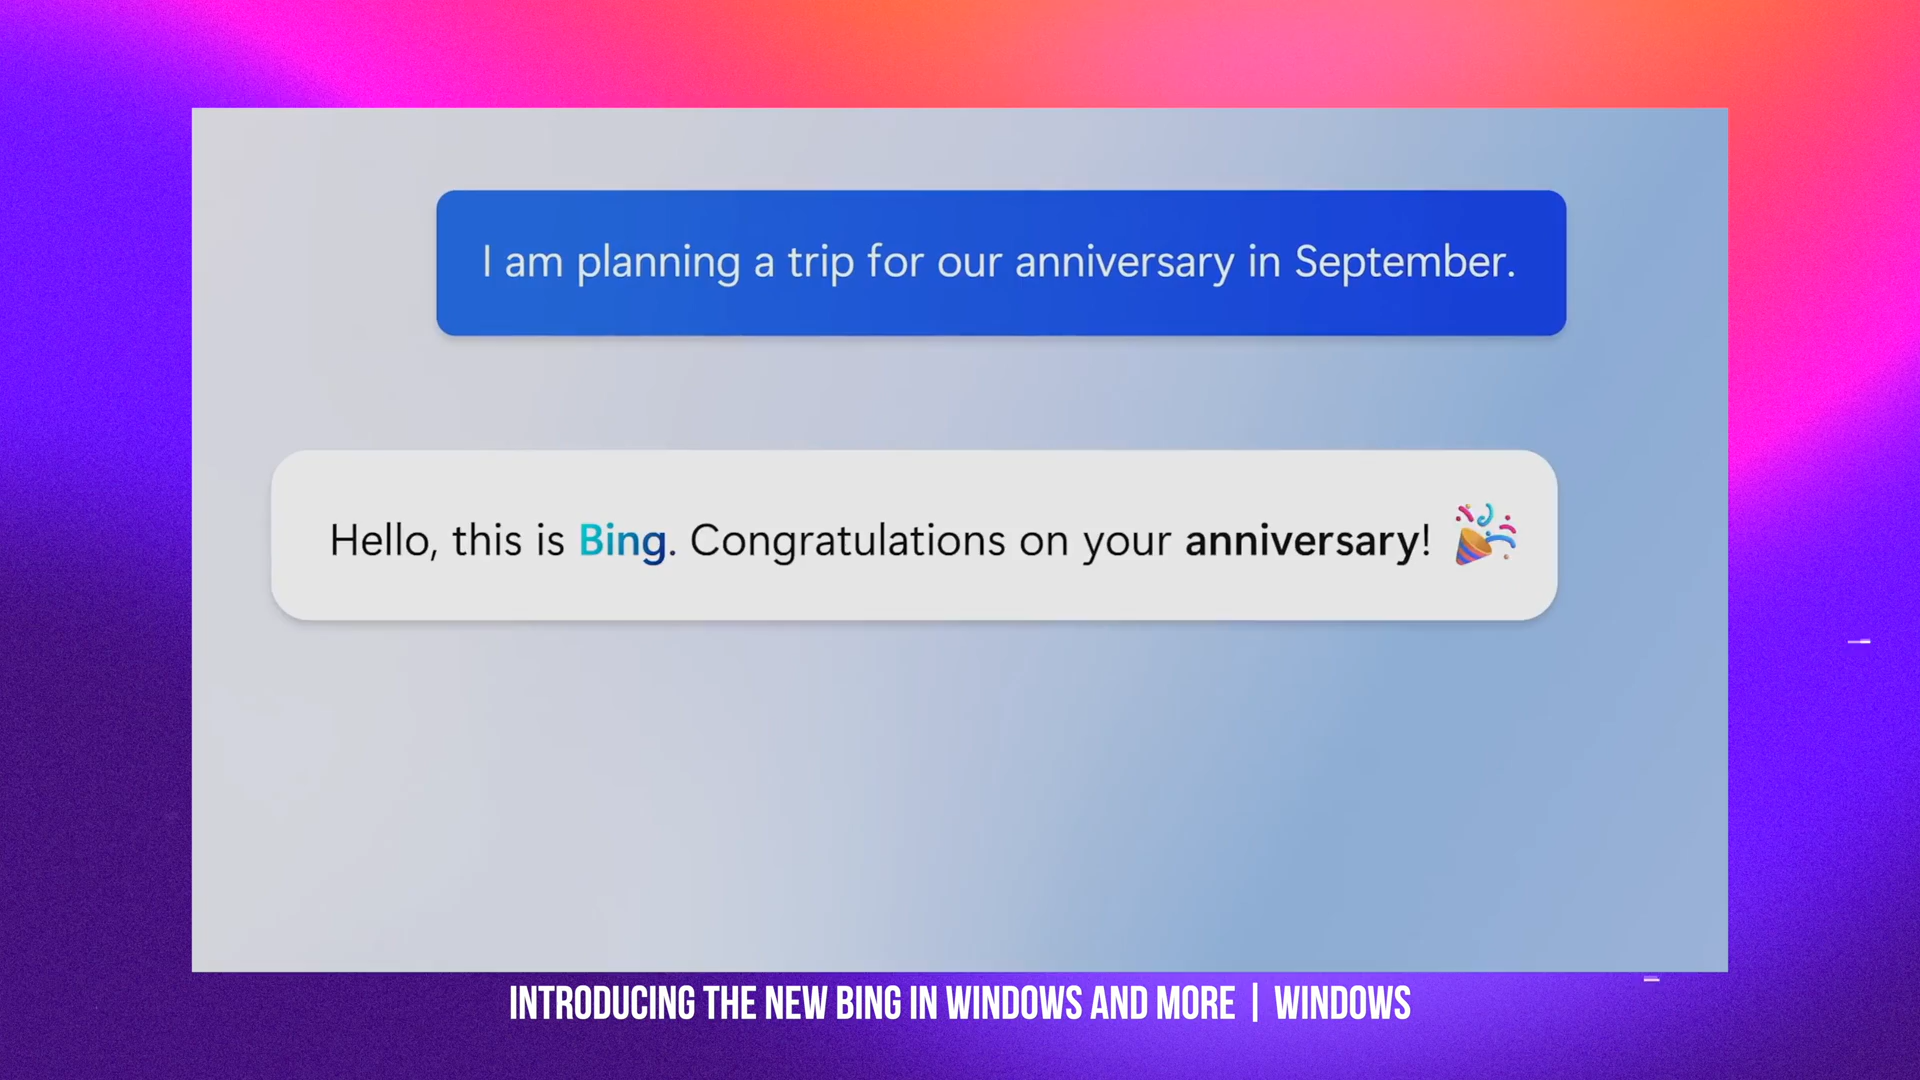 I am planning a trip for our anniversary in September.
Hello, this is Bing. Congratulations on your anniversary! 🎉
INTRODUCING THE NEW BING IN WINDOWS AND MORE | WINDOWS